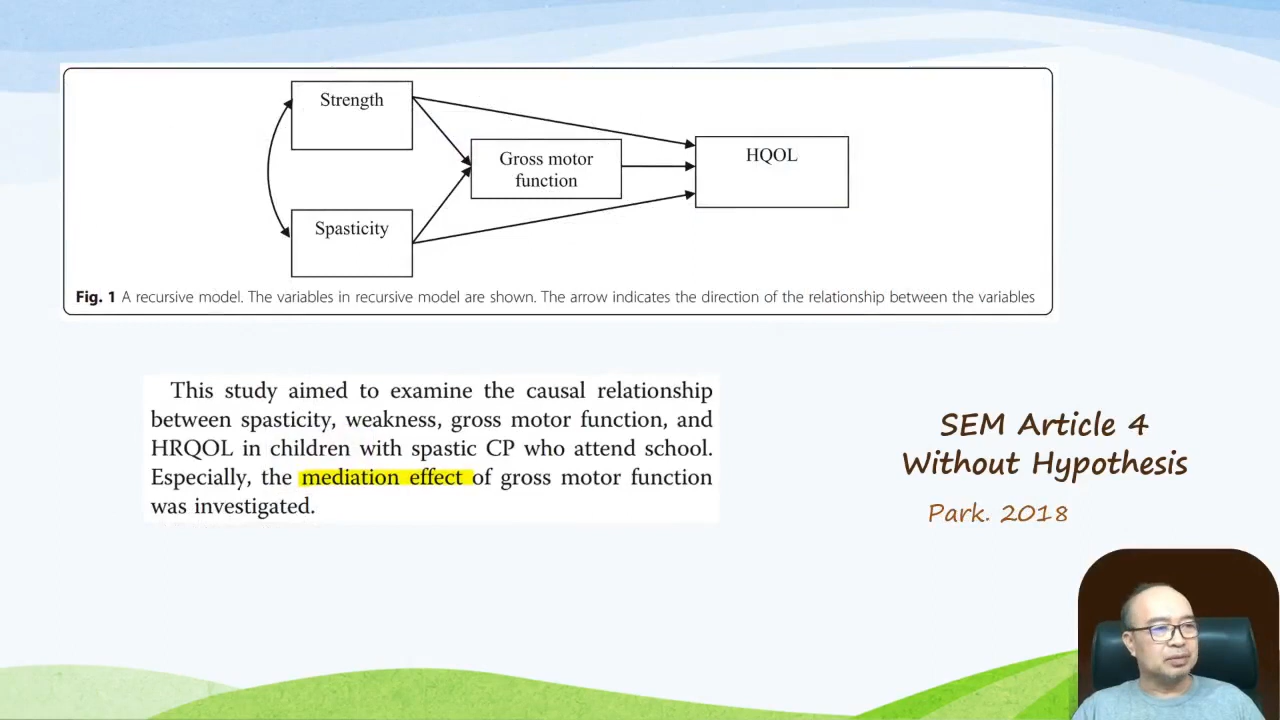 Strength
Gross motor
function
HQOL
Spasticity
Fig. 1 A recursive model. The variables in recursive model are shown. The arrow indicates the direction of the relationship between the variables
This study aimed to examine the causal relationship
between spasticity, weakness, gross motor function, and
HRQOL in children with spastic CP who attend school.
Especially, the mediation effect of gross motor function
was investigated.
SEM Article 4
Without Hypothesis
Park. 2018